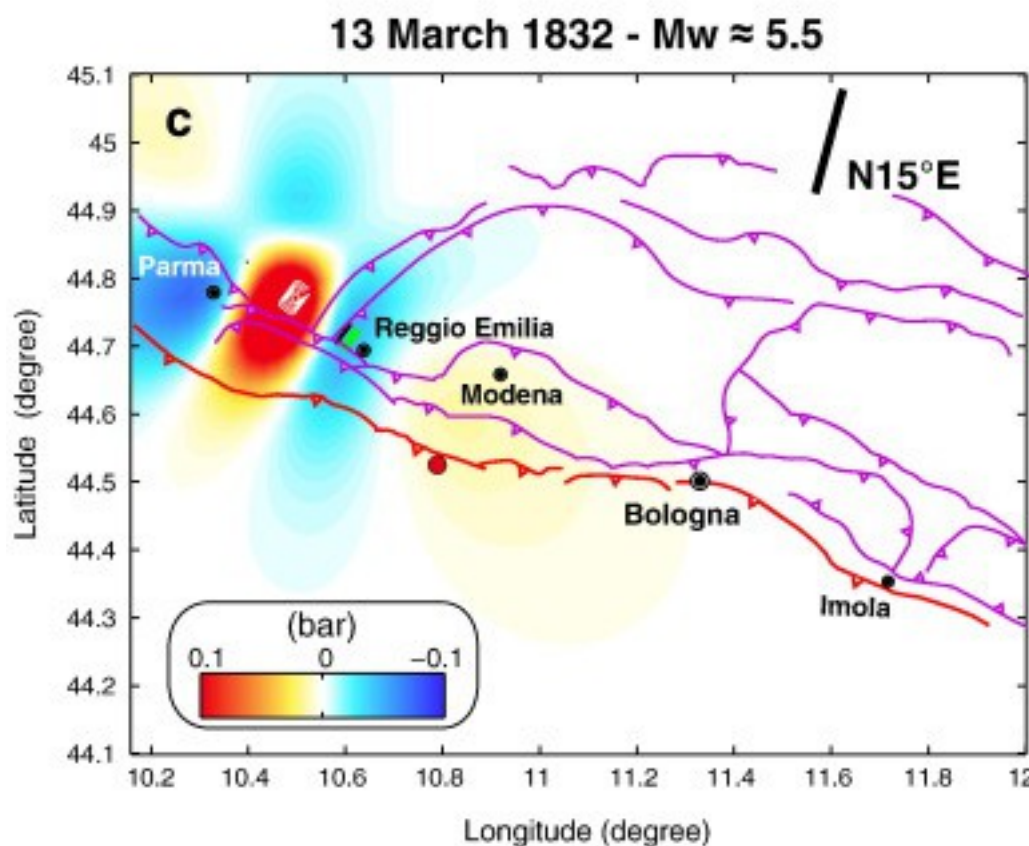 13 March 1832 - Mw ≈ 5.5
c
N15°E
Parma
Reggio Emilia
Modena
Bologna
Imola
(bar)
0.1 0 −0.1
45.1
45
44.9
44.8
44.7
44.6
44.5
44.4
44.3
44.2
44.1
Latitude (degree)
10.2 10.4 10.6 10.8 11 11.2 11.4 11.6 11.8 12
Longitude (degree)